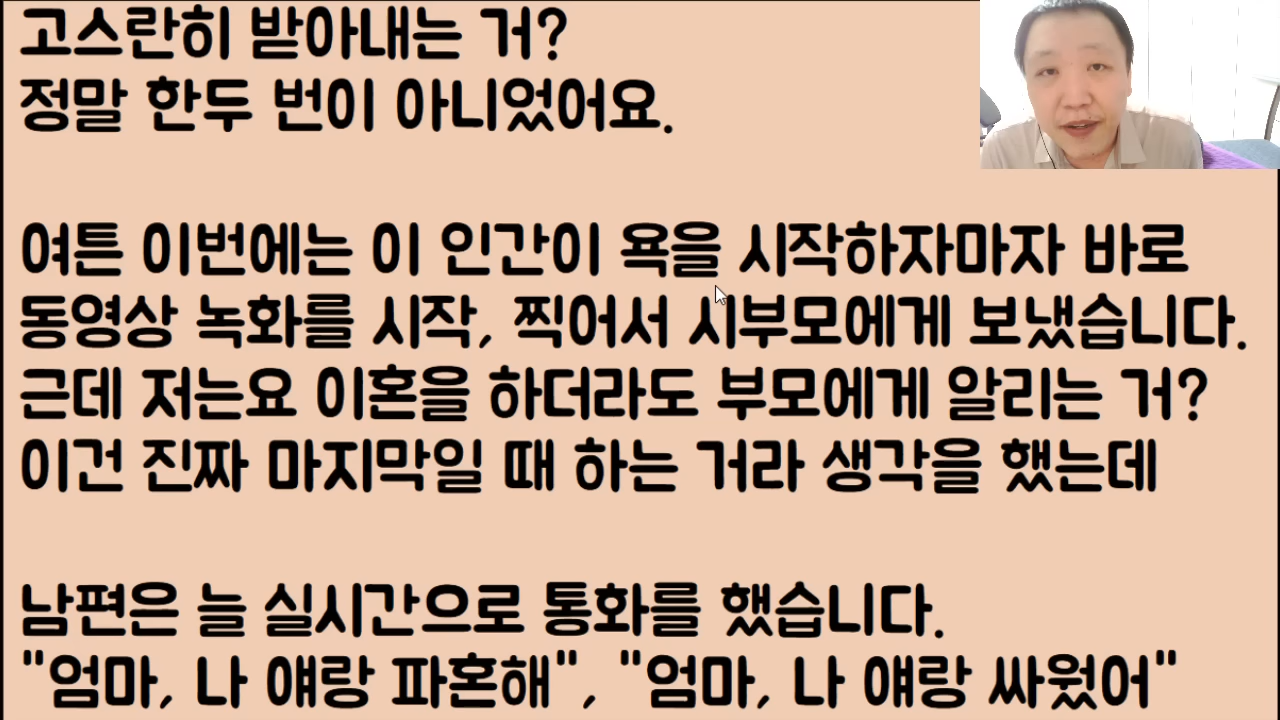 고스란히 받아내는 거?
정말 한두 번이 아니었어요.
여튼 이번에는 이 인간이 욕을 시작하자마자 바로
동영상 녹화를 시작, 찍어서 시부모에게 보냈습니다.
근데 저는요 이혼을 하더라도 부모에게 알리는 거?
이건 진짜 마지막일 때 하는 거라 생각을 했는데
남편은 늘 실시간으로 통화를 했습니다.
"엄마, 나 얘랑 파혼해", "엄마, 나 얘랑 싸웠어"